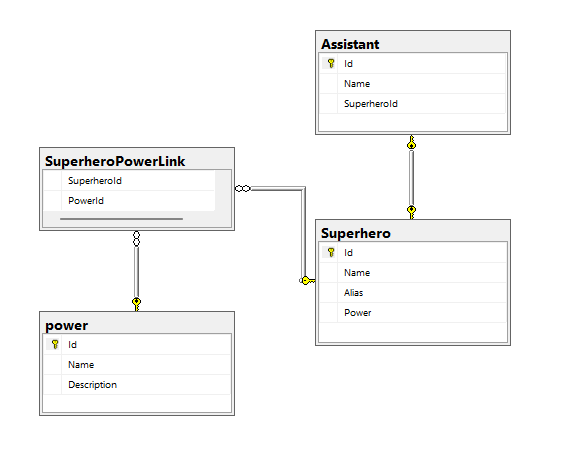 Assistant
Id
Name
SuperheroId
SuperheroPowerLink
SuperheroId
PowerId
Superhero
Id
Name
Alias
Power
power
Id
Name
Description